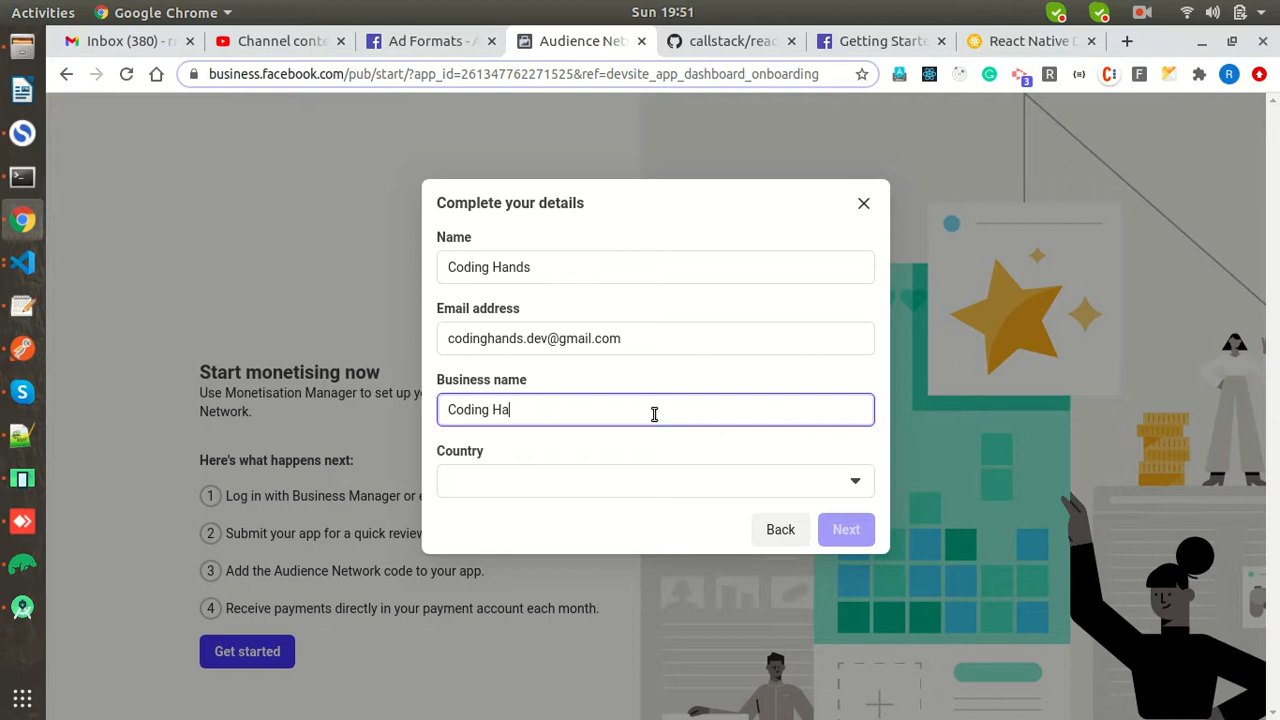 Activities
Google Chrome
Sun 19:51
Inbox (380) - r
Channel conte
Ad Formats - A
Audience Net
callstack/reac
Getting Starte
React Native D
business.facebook.com/pub/start/?app_id=261347762271525&ref=devsite_app_dashboard_onboarding
3
R
F
R
Complete your details
Name
Coding Hands
Email address
codinghands.dev@gmail.com
Business name
Coding Ha
Country
Back
Next
Start monetising now
Use Monetisation Manager to set up yo
Network.
Here's what happens next:
1 Log in with Business Manager or
2 Submit your app for a quick review
3 Add the Audience Network code to your app.
4 Receive payments directly in your payment account each month.
Get started